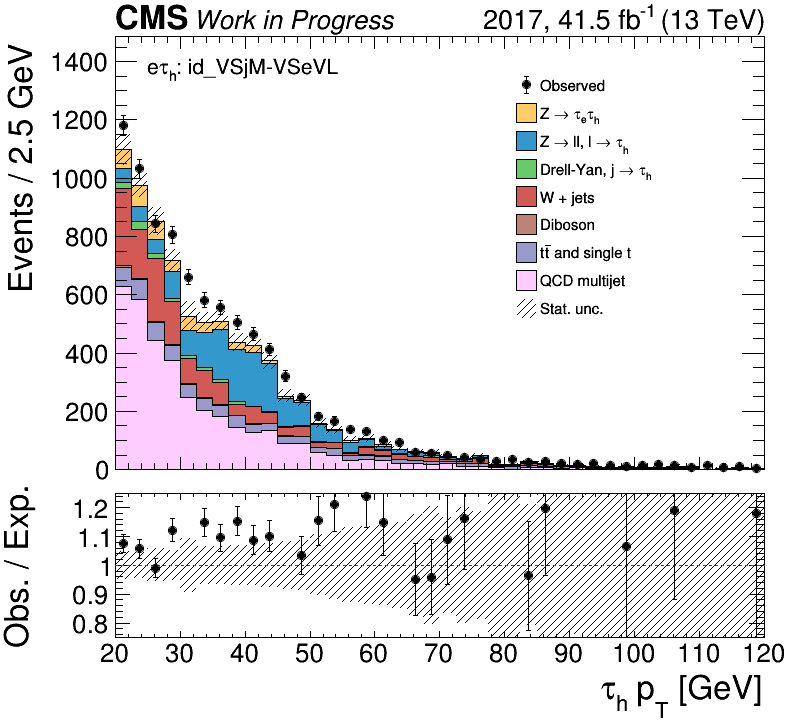 CMS Work in Progress 2017, 41.5 fb⁻¹ (13 TeV)
eτₕ: id_VSjM-VSeVL
Events / 2.5 GeV
1400
1200
1000
800
600
400
200
0
Observed
Z → τₑτₕ
Z → ll, l → τₕ
Drell-Yan, j → τₕ
W + jets
Diboson
tt̄ and single t
QCD multijet
Stat. unc.
Obs. / Exp.
1.2
1.1
1
0.9
0.8
20 30 40 50 60 70 80 90 100 110 120
τₕ p_T [GeV]